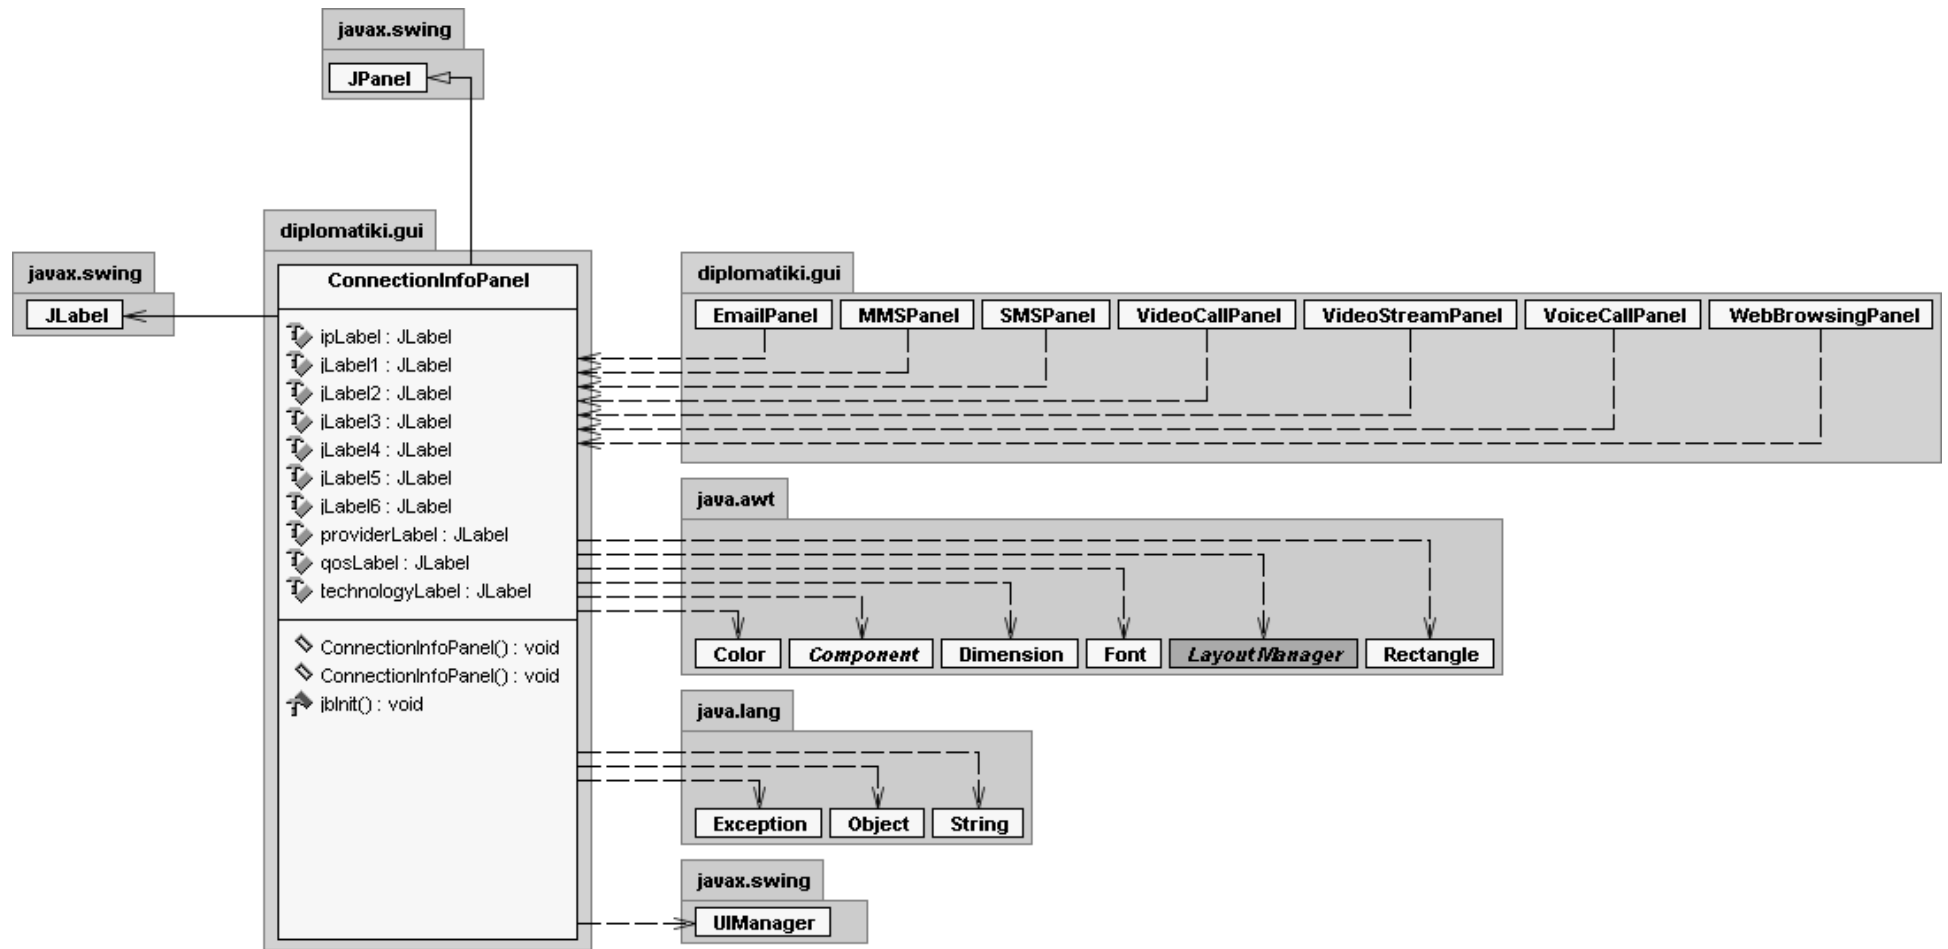 javax.swing
JPanel
diplomatiki.gui
javax.swing
JLabel
ConnectionInfoPanel
ipLabel : JLabel
jLabel1 : JLabel
jLabel2 : JLabel
jLabel3 : JLabel
jLabel4 : JLabel
jLabel5 : JLabel
jLabel6 : JLabel
providerLabel : JLabel
qosLabel : JLabel
technologyLabel : JLabel
ConnectionInfoPanel() : void
ConnectionInfoPanel() : void
jbInit() : void
diplomatiki.gui
EmailPanel MMSPanel SMSPanel VideoCallPanel VideoStreamPanel VoiceCallPanel WebBrowsingPanel
java.awt
Color Component Dimension Font LayoutManager Rectangle
java.lang
Exception Object String
javax.swing
UIManager